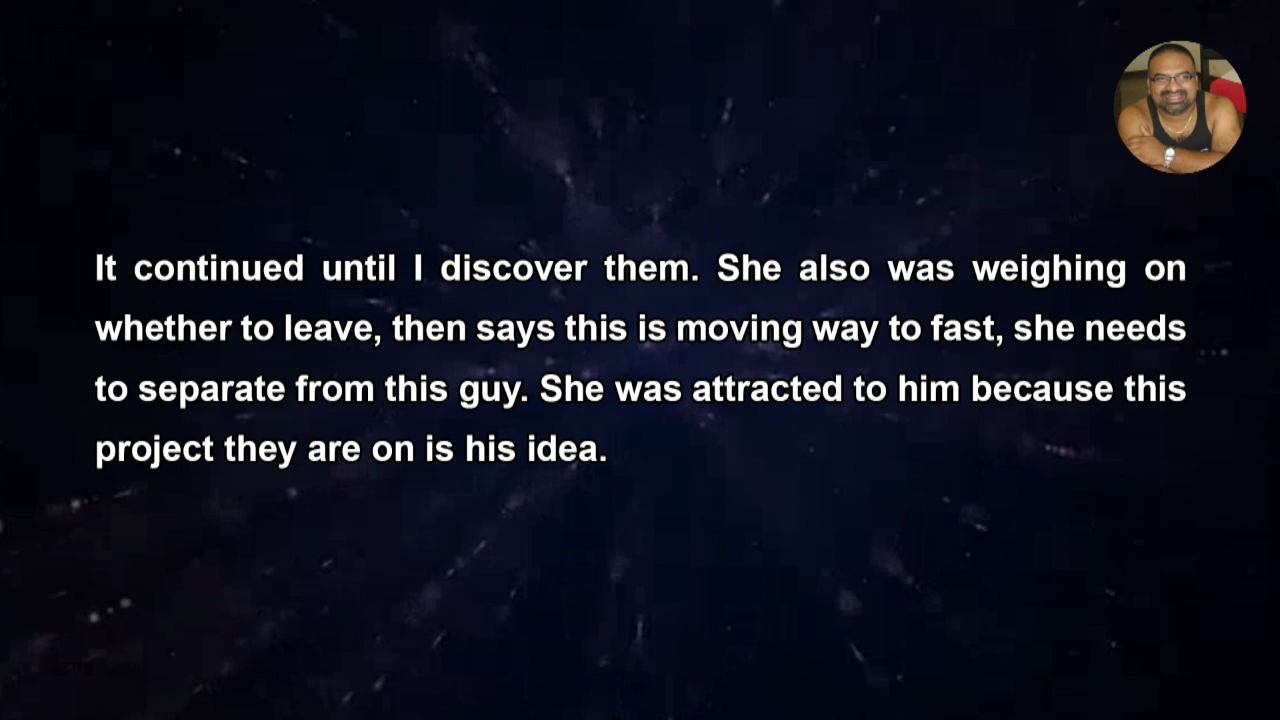 It continued until I discover them. She also was weighing on
whether to leave, then says this is moving way to fast, she needs
to separate from this guy. She was attracted to him because this
project they are on is his idea.